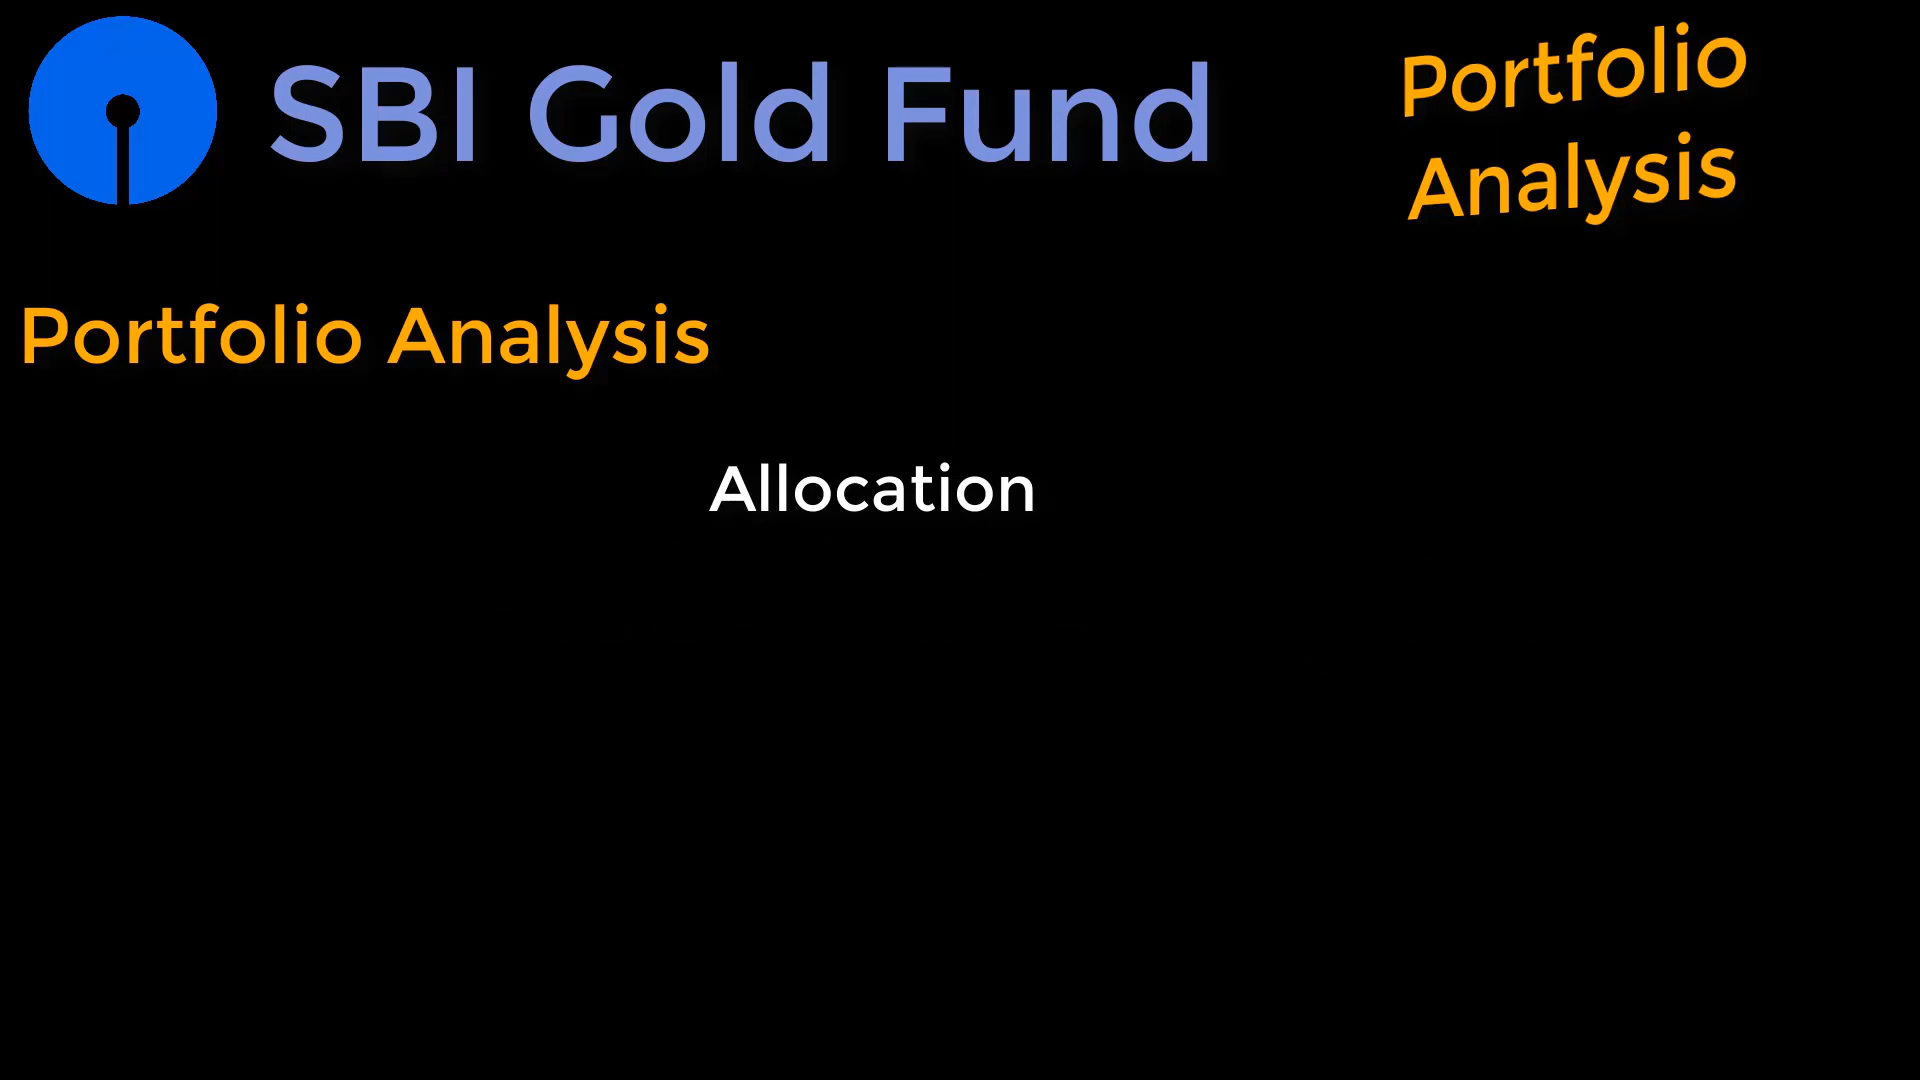 SBI Gold Fund
Portfolio
Analysis
Portfolio Analysis
Allocation